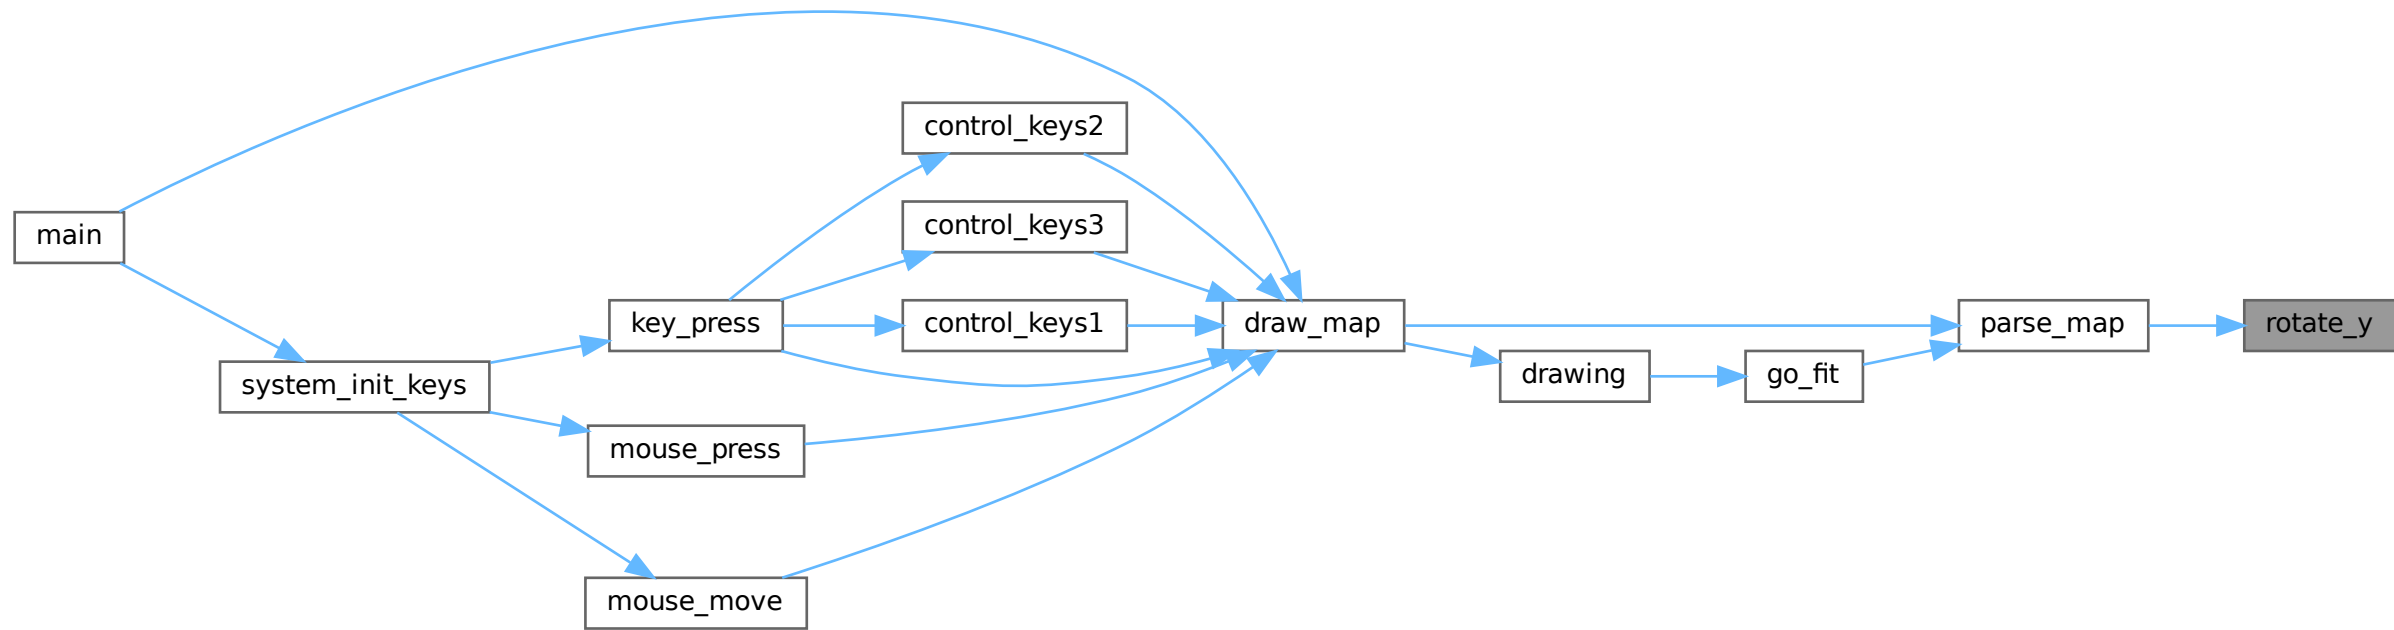 main
system_init_keys
key_press
mouse_press
mouse_move
control_keys2
control_keys3
control_keys1
draw_map
drawing
go_fit
parse_map
rotate_y